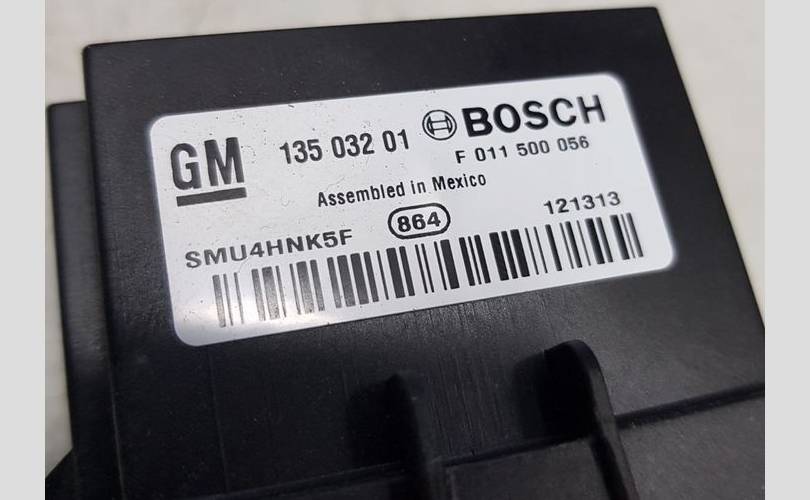 GM 135 032 01 BOSCH
F 011 500 056
Assembled in Mexico
SMU4HNK5F 864 121313